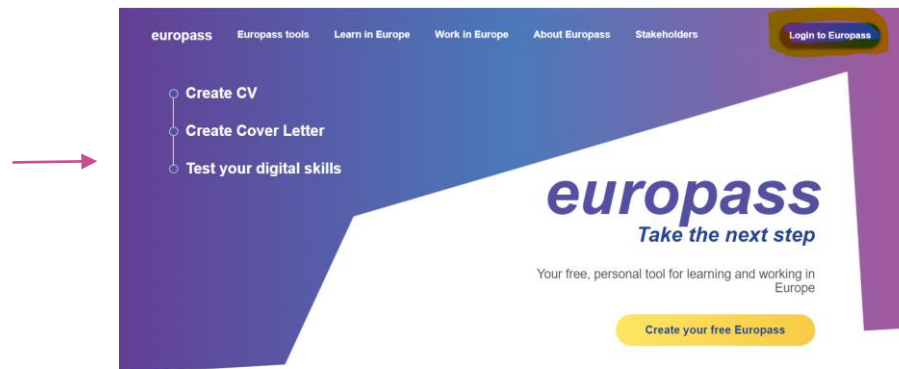 europass Europass tools Learn in Europe Work in Europe About Europass Stakeholders Login to Europass
Create CV
Create Cover Letter
Test your digital skills
europass
Take the next step
Your free, personal tool for learning and working in
Europe
Create your free Europass